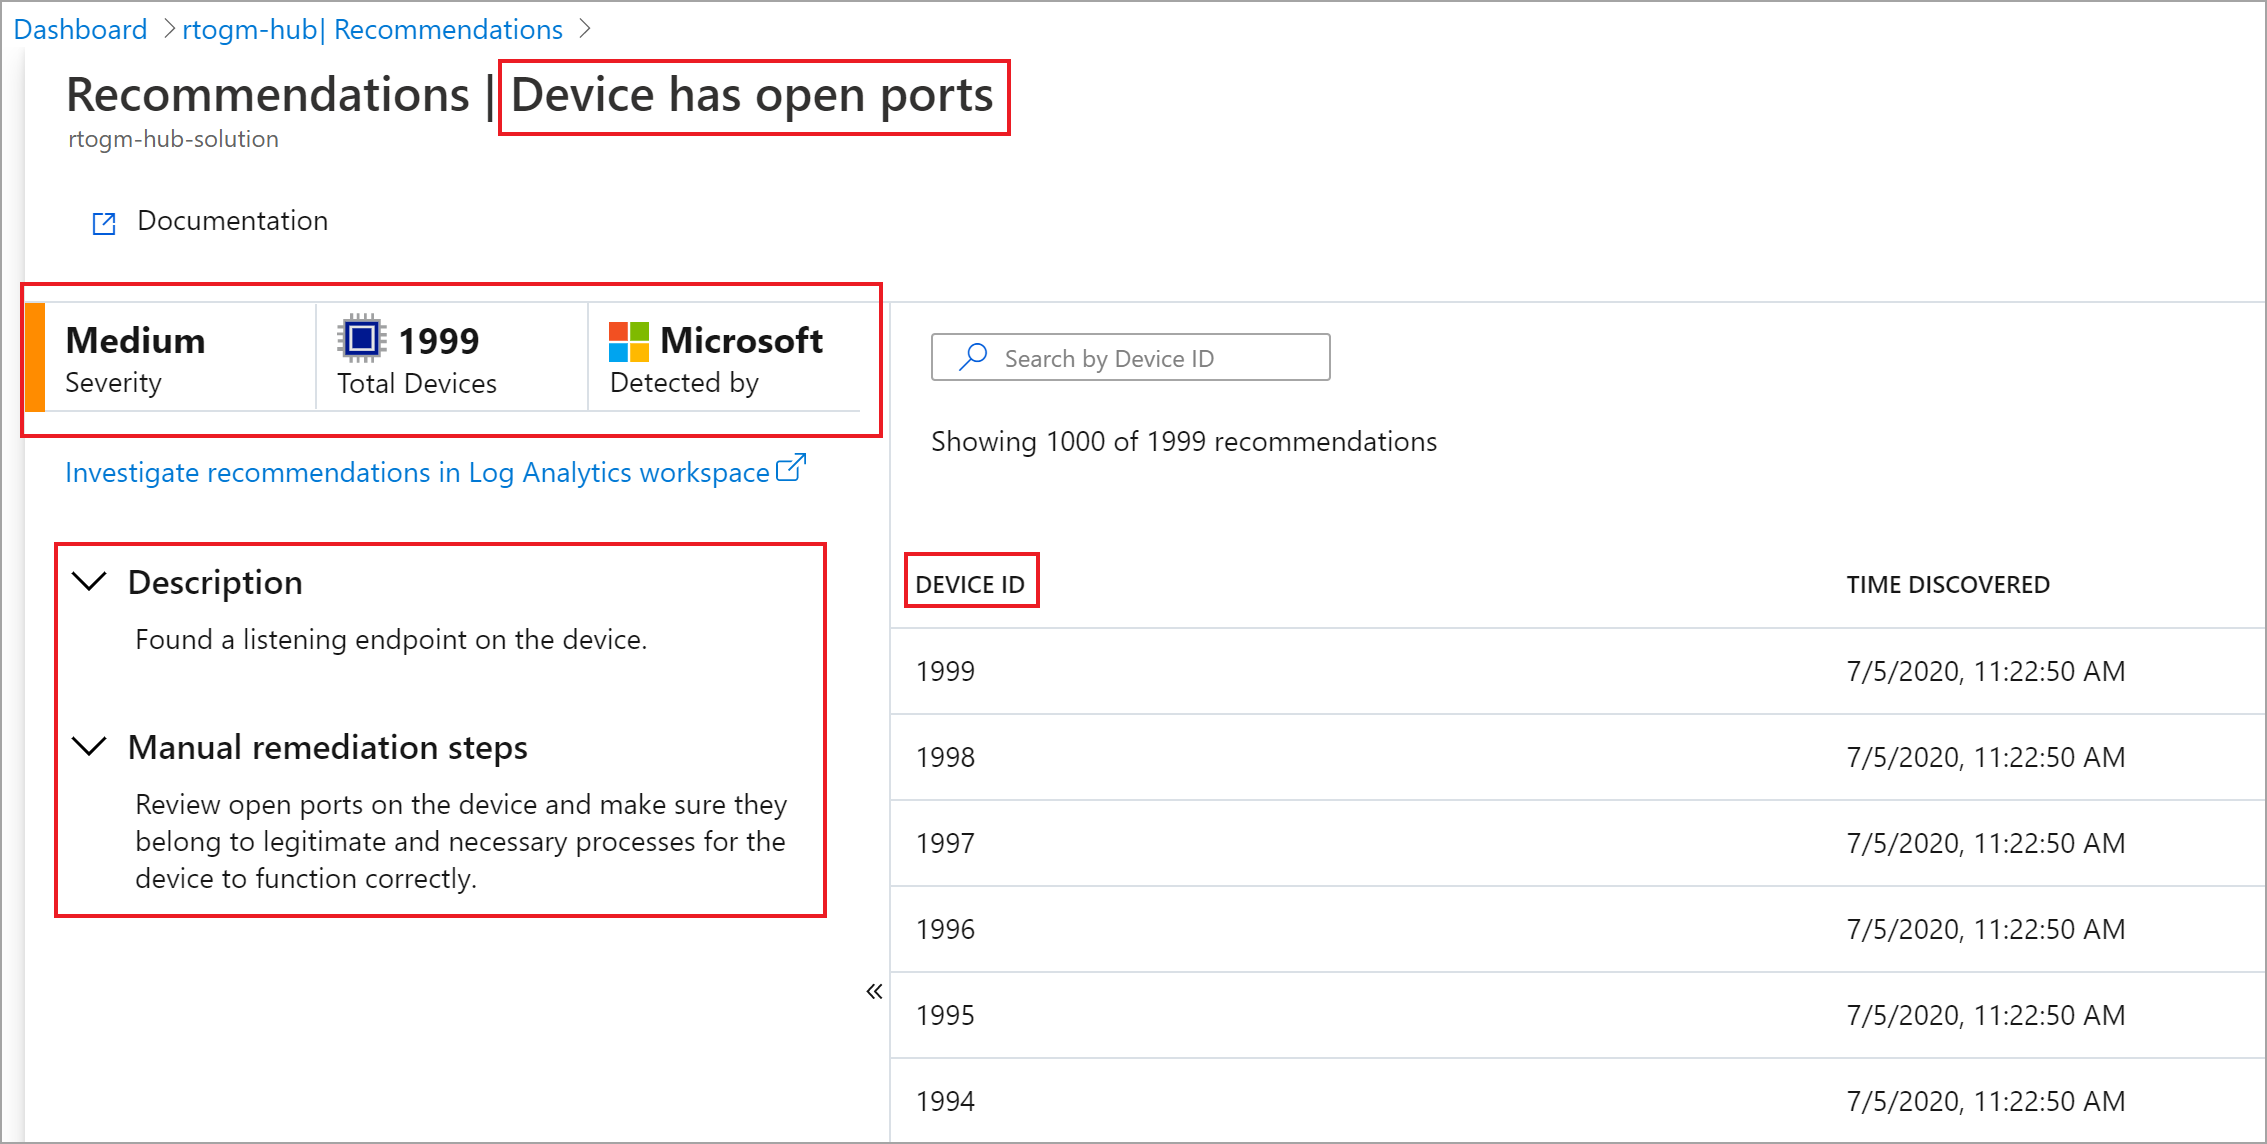 Dashboard > rtogm-hub| Recommendations >
Recommendations | Device has open ports
rtogm-hub-solution
Documentation
Medium
Severity
1999
Total Devices
Microsoft
Detected by
Investigate recommendations in Log Analytics workspace
Description
Found a listening endpoint on the device.
Manual remediation steps
Review open ports on the device and make sure they
belong to legitimate and necessary processes for the
device to function correctly.
«
Search by Device ID
Showing 1000 of 1999 recommendations
DEVICE ID TIME DISCOVERED
1999 7/5/2020, 11:22:50 AM
1998 7/5/2020, 11:22:50 AM
1997 7/5/2020, 11:22:50 AM
1996 7/5/2020, 11:22:50 AM
1995 7/5/2020, 11:22:50 AM
1994 7/5/2020, 11:22:50 AM